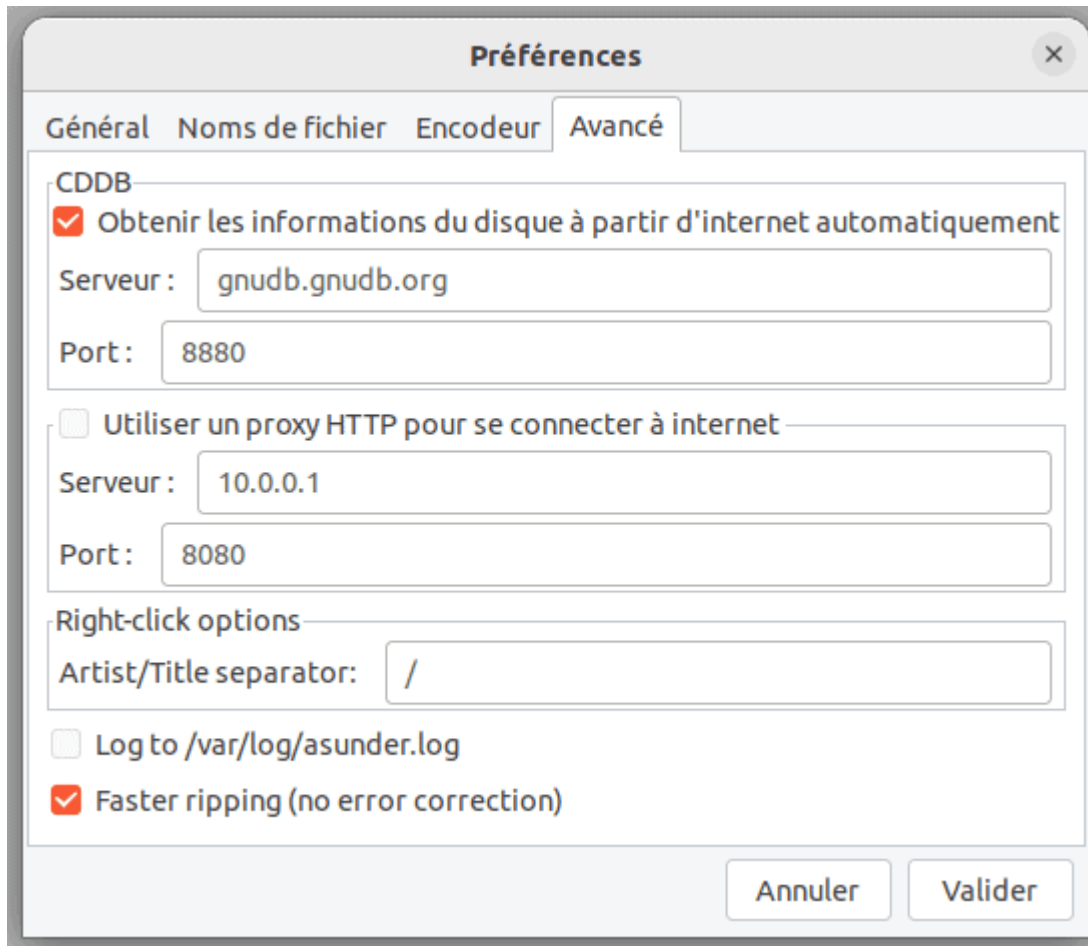 Préférences
Général Noms de fichier Encodeur Avancé
CDDB
Obtenir les informations du disque à partir d'internet automatiquement
Serveur : gnudb.gnudb.org
Port : 8880
Utiliser un proxy HTTP pour se connecter à internet
Serveur : 10.0.0.1
Port : 8080
Right-click options
Artist/Title separator: /
Log to /var/log/asunder.log
Faster ripping (no error correction)
Annuler Valider